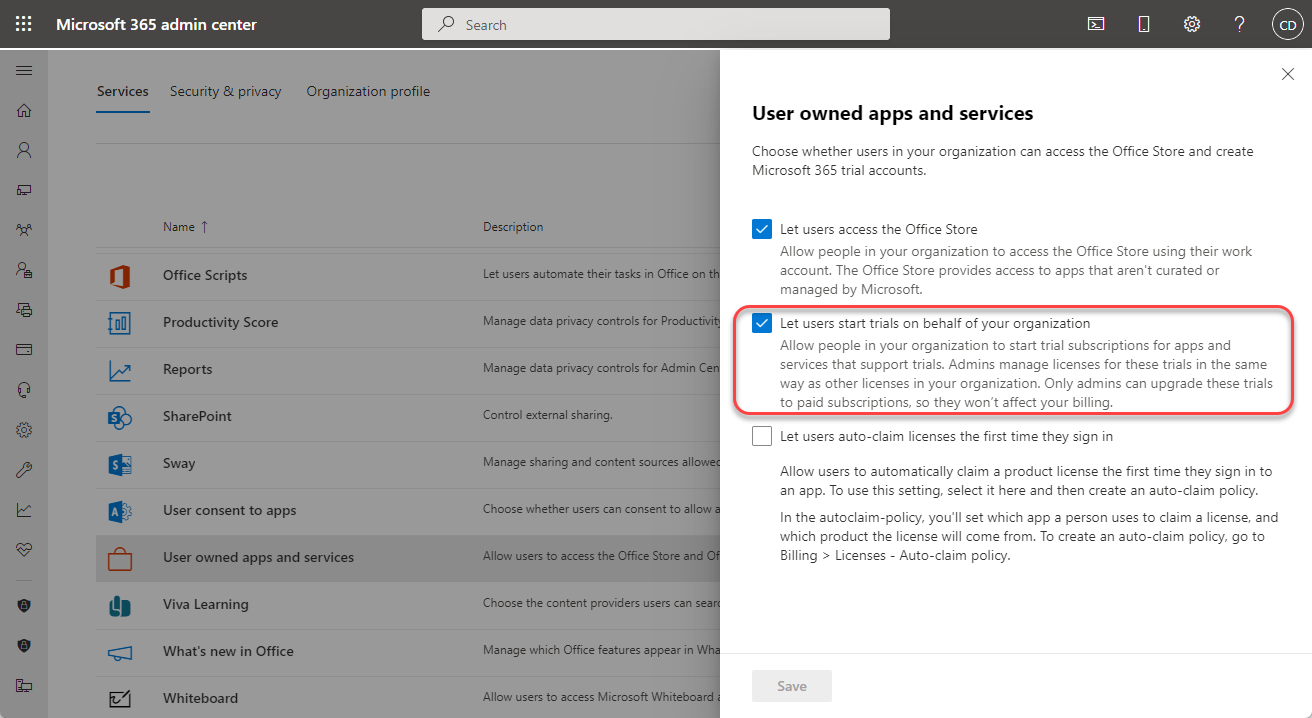 Microsoft 365 admin center
Search
CD
Services
Security & privacy
Organization profile
Name ↑
Description
Office Scripts
Let users automate their tasks in Office on th
Productivity Score
Manage data privacy controls for Productivity
Reports
Manage data privacy controls for Admin Cen
SharePoint
Control external sharing.
Sway
Manage sharing and content sources allowed
User consent to apps
Choose whether users can consent to allow a
User owned apps and services
Allow users to access the Office Store and Of
Viva Learning
Choose the content providers users can searc
What's new in Office
Manage which Office features appear in Wha
Whiteboard
Allow users to access Microsoft Whiteboard a
User owned apps and services
Choose whether users in your organization can access the Office Store and create
Microsoft 365 trial accounts.
Let users access the Office Store
Allow people in your organization to access the Office Store using their work
account. The Office Store provides access to apps that aren't curated or
managed by Microsoft.
Let users start trials on behalf of your organization
Allow people in your organization to start trial subscriptions for apps and
services that support trials. Admins manage licenses for these trials in the same
way as other licenses in your organization. Only admins can upgrade these trials
to paid subscriptions, so they won't affect your billing.
Let users auto-claim licenses the first time they sign in
Allow users to automatically claim a product license the first time they sign in to
an app. To use this setting, select it here and then create an auto-claim policy.
In the autoclaim-policy, you'll set which app a person uses to claim a license, and
which product the license will come from. To create an auto-claim policy, go to
Billing > Licenses - Auto-claim policy.
Save